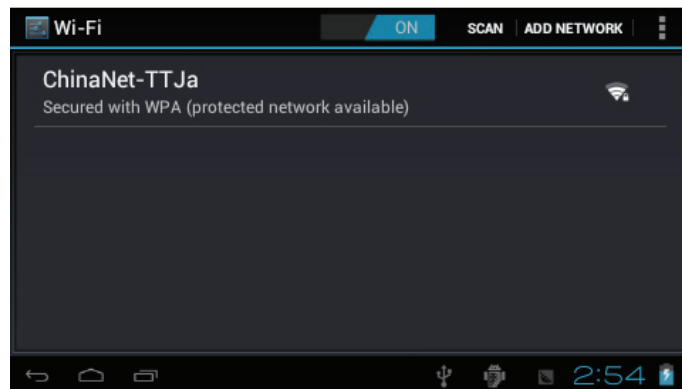 Wi-Fi ON SCAN ADD NETWORK
ChinaNet-TTJa
Secured with WPA (protected network available)
2:54